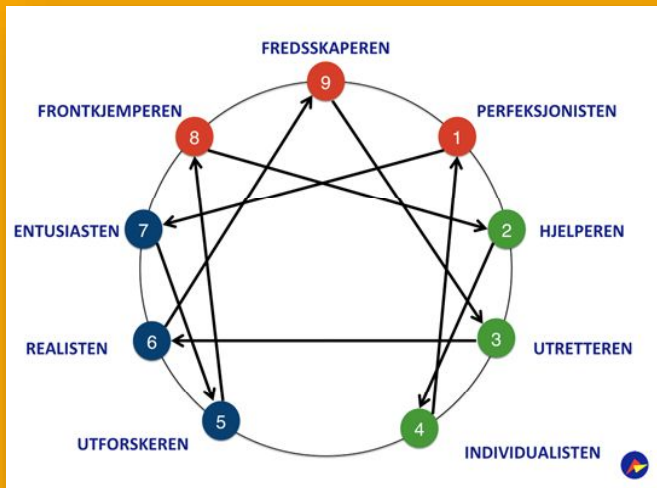 FREDSSKAPEREN
9
FRONTKJEMPEREN
8
PERFEKSJONISTEN
1
ENTUSIASTEN
7
2
HJELPEREN
REALISTEN
6
3
UTRETTEREN
UTFORSKEREN
5
4
INDIVIDUALISTEN